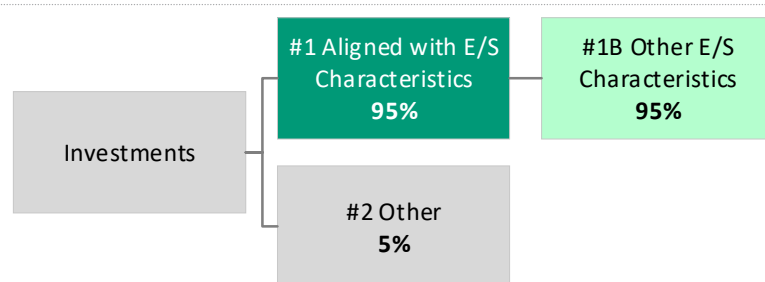 #1 Aligned with E/S
Characteristics
95%
#1B Other E/S
Characteristics
95%
Investments
#2 Other
5%